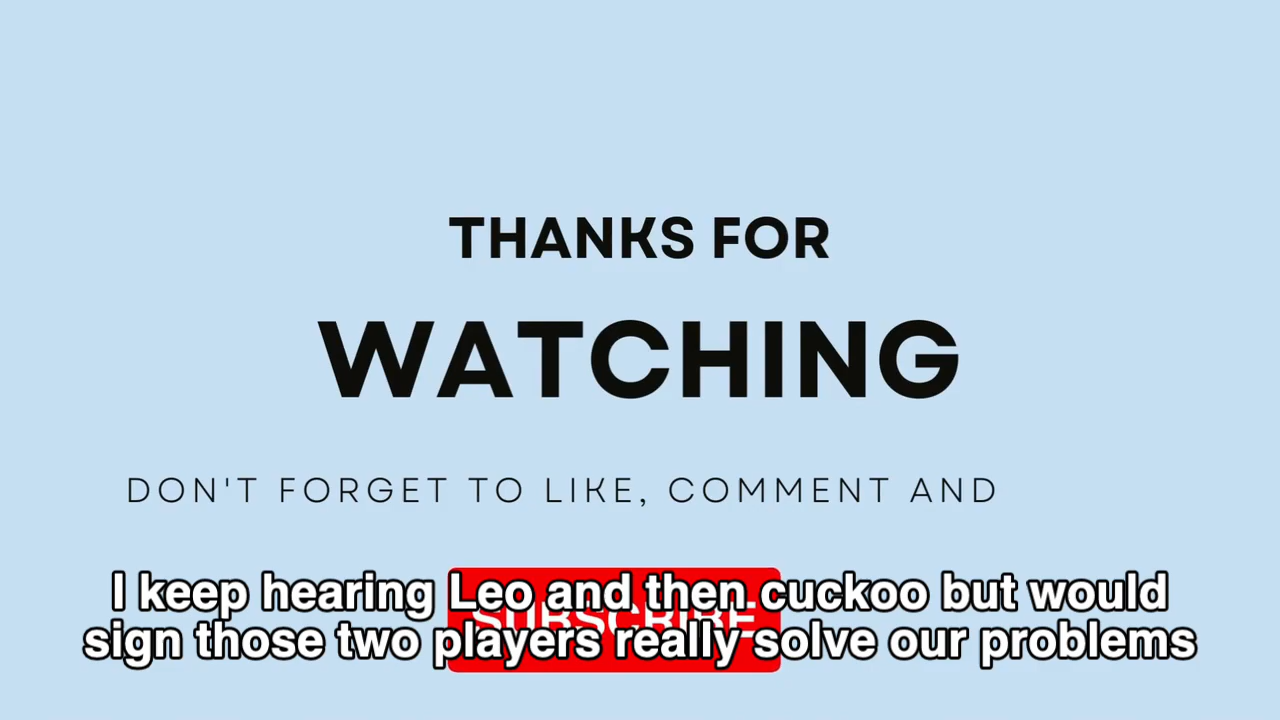 THANKS FOR
WATCHING
DON'T FORGET TO LIKE, COMMENT AND
SUBSCRIBE
I keep hearing Leo and then cuckoo but would
sign those two players really solve our problems